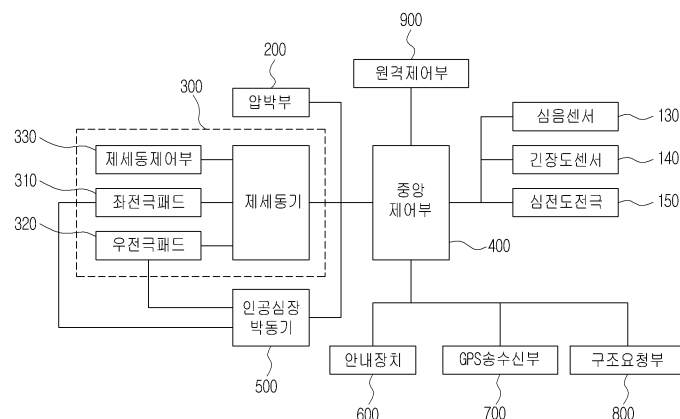 900
원격제어부
200
압박부
300
330
제세동제어부
310
좌전극패드
320
우전극패드
제세동기
중앙
제어부
400
심음센서
130
긴장도센서
140
심전도전극
150
인공심장
박동기
500
안내장치
600
GPS송수신부
700
구조요청부
800